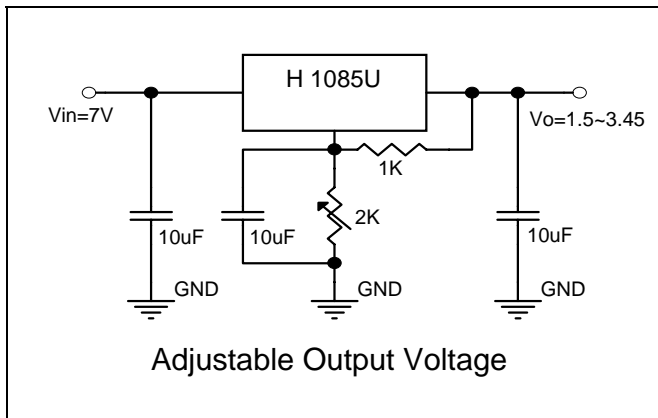 H 1085U
Vin=7V
Vo=1.5~3.45
1K
2K
10uF
10uF
10uF
GND
GND
GND
Adjustable Output Voltage